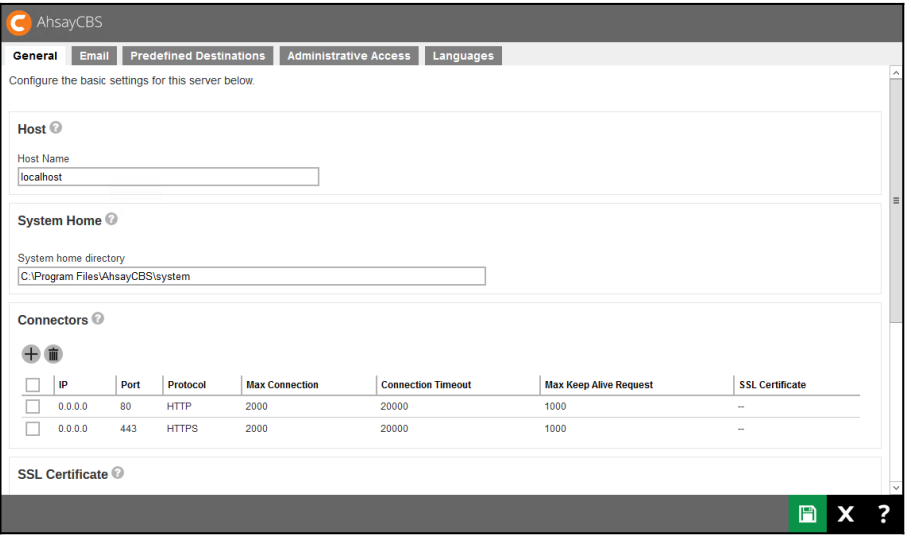 AhsayCBS
General Email Predefined Destinations Administrative Access Languages
Configure the basic settings for this server below.
Host ?
Host Name
localhost
System Home ?
System home directory
C:\Program Files\AhsayCBS\system
Connectors ?
IP Port Protocol Max Connection Connection Timeout Max Keep Alive Request SSL Certificate
0.0.0.0 80 HTTP 2000 20000 1000 --
0.0.0.0 443 HTTPS 2000 20000 1000 --
SSL Certificate ?
X ?